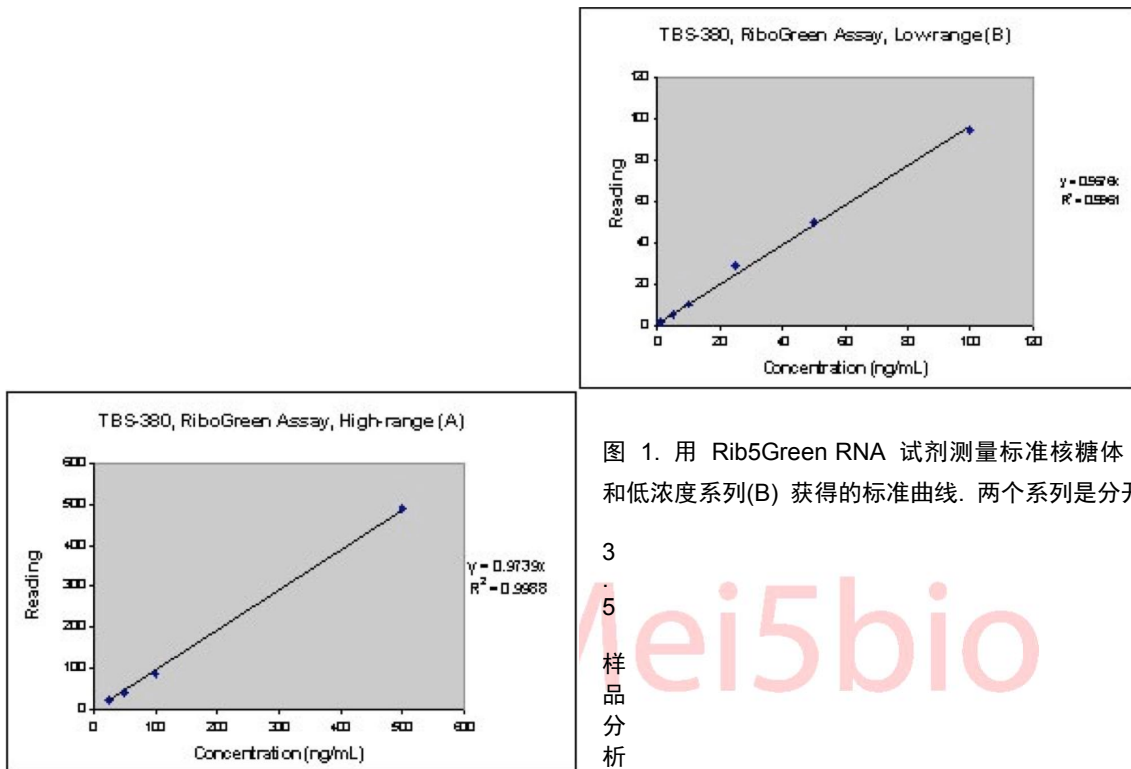 TBS-380, RiboGreen Assay, Low-range (B)
120
100
80
60
40
20
0
Reading
0 20 40 60 80 100 120
Concentration (ng/mL)
TBS-380, RiboGreen Assay, High-range (A)
600
500
400
300
200
100
0
Reading
y = 0.9739x
R² = 0.9988
0 100 200 300 400 500 600
Concentration (ng/mL)
图 1. 用 Rib5Green RNA 试剂测量标准核糖体
和低浓度系列(B) 获得的标准曲线. 两个系列是分
3
.
5
样
品
分
析
Mei5bio